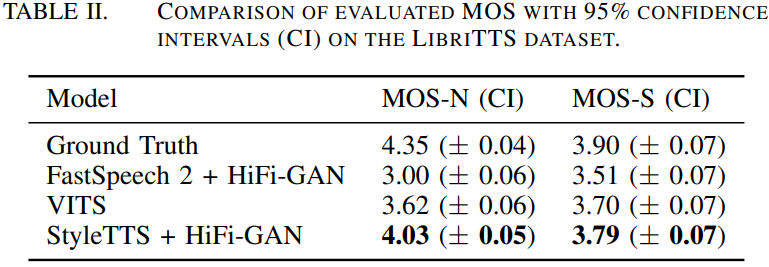 TABLE II. COMPARISON OF EVALUATED MOS WITH 95% CONFIDENCE
INTERVALS (CI) ON THE LIBRITTS DATASET.
Model MOS-N (CI) MOS-S (CI)
Ground Truth 4.35 (± 0.04) 3.90 (± 0.07)
FastSpeech 2 + HiFi-GAN 3.00 (± 0.06) 3.51 (± 0.07)
VITS 3.62 (± 0.06) 3.70 (± 0.07)
StyleTTS + HiFi-GAN 4.03 (± 0.05) 3.79 (± 0.07)